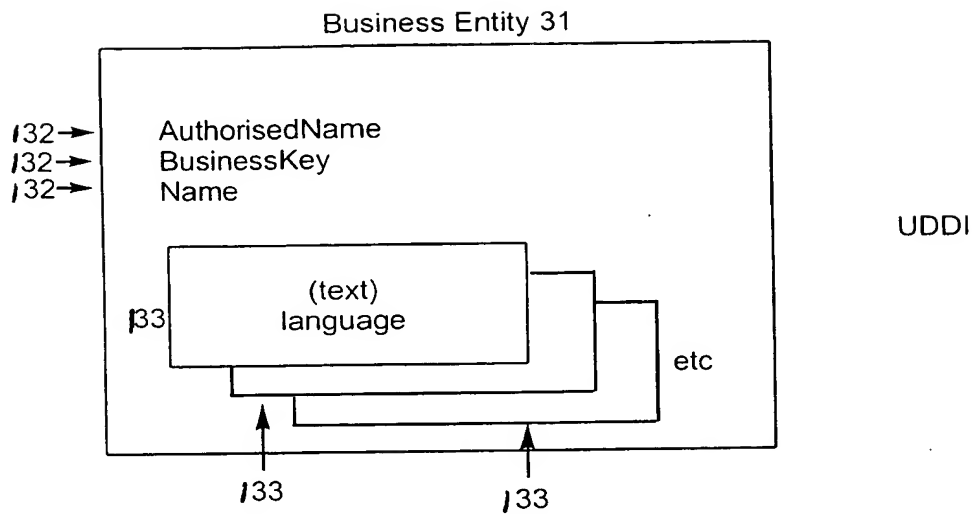 Business Entity 31
132 AuthorisedName
132 BusinessKey
132 Name
UDDI
(text)
133 language
etc
133
133